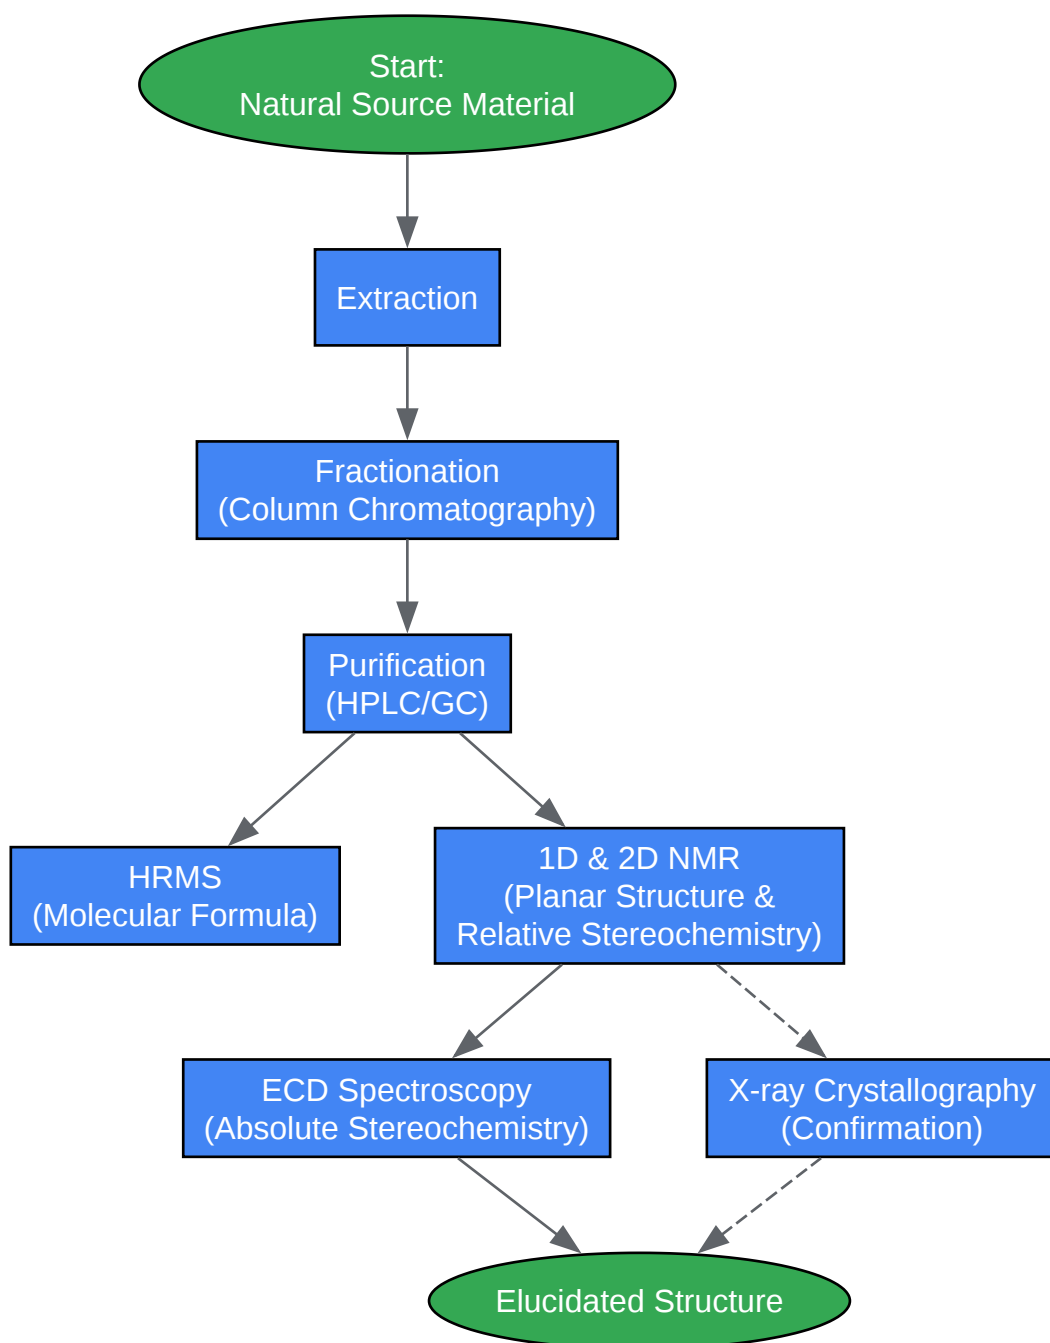 Start:
Natural Source Material
Extraction
Fractionation
(Column Chromatography)
Purification
(HPLC/GC)
HRMS
(Molecular Formula)
1D & 2D NMR
(Planar Structure &
Relative Stereochemistry)
ECD Spectroscopy
(Absolute Stereochemistry)
X-ray Crystallography
(Confirmation)
Elucidated Structure